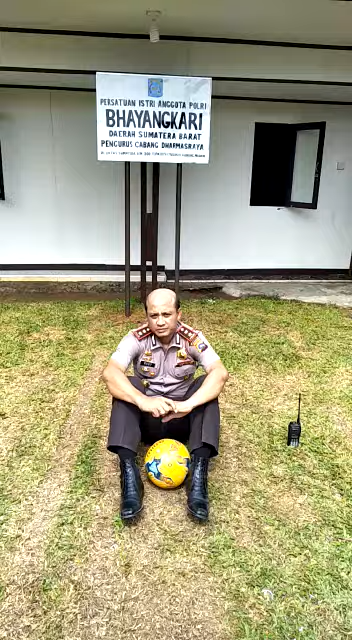 PERSATUAN ISTRI ANGGOTA POLRI
BHAYANGKARI
DAERAH SUMATERA BARAT
PENGURUS CABANG DHARMASRAYA